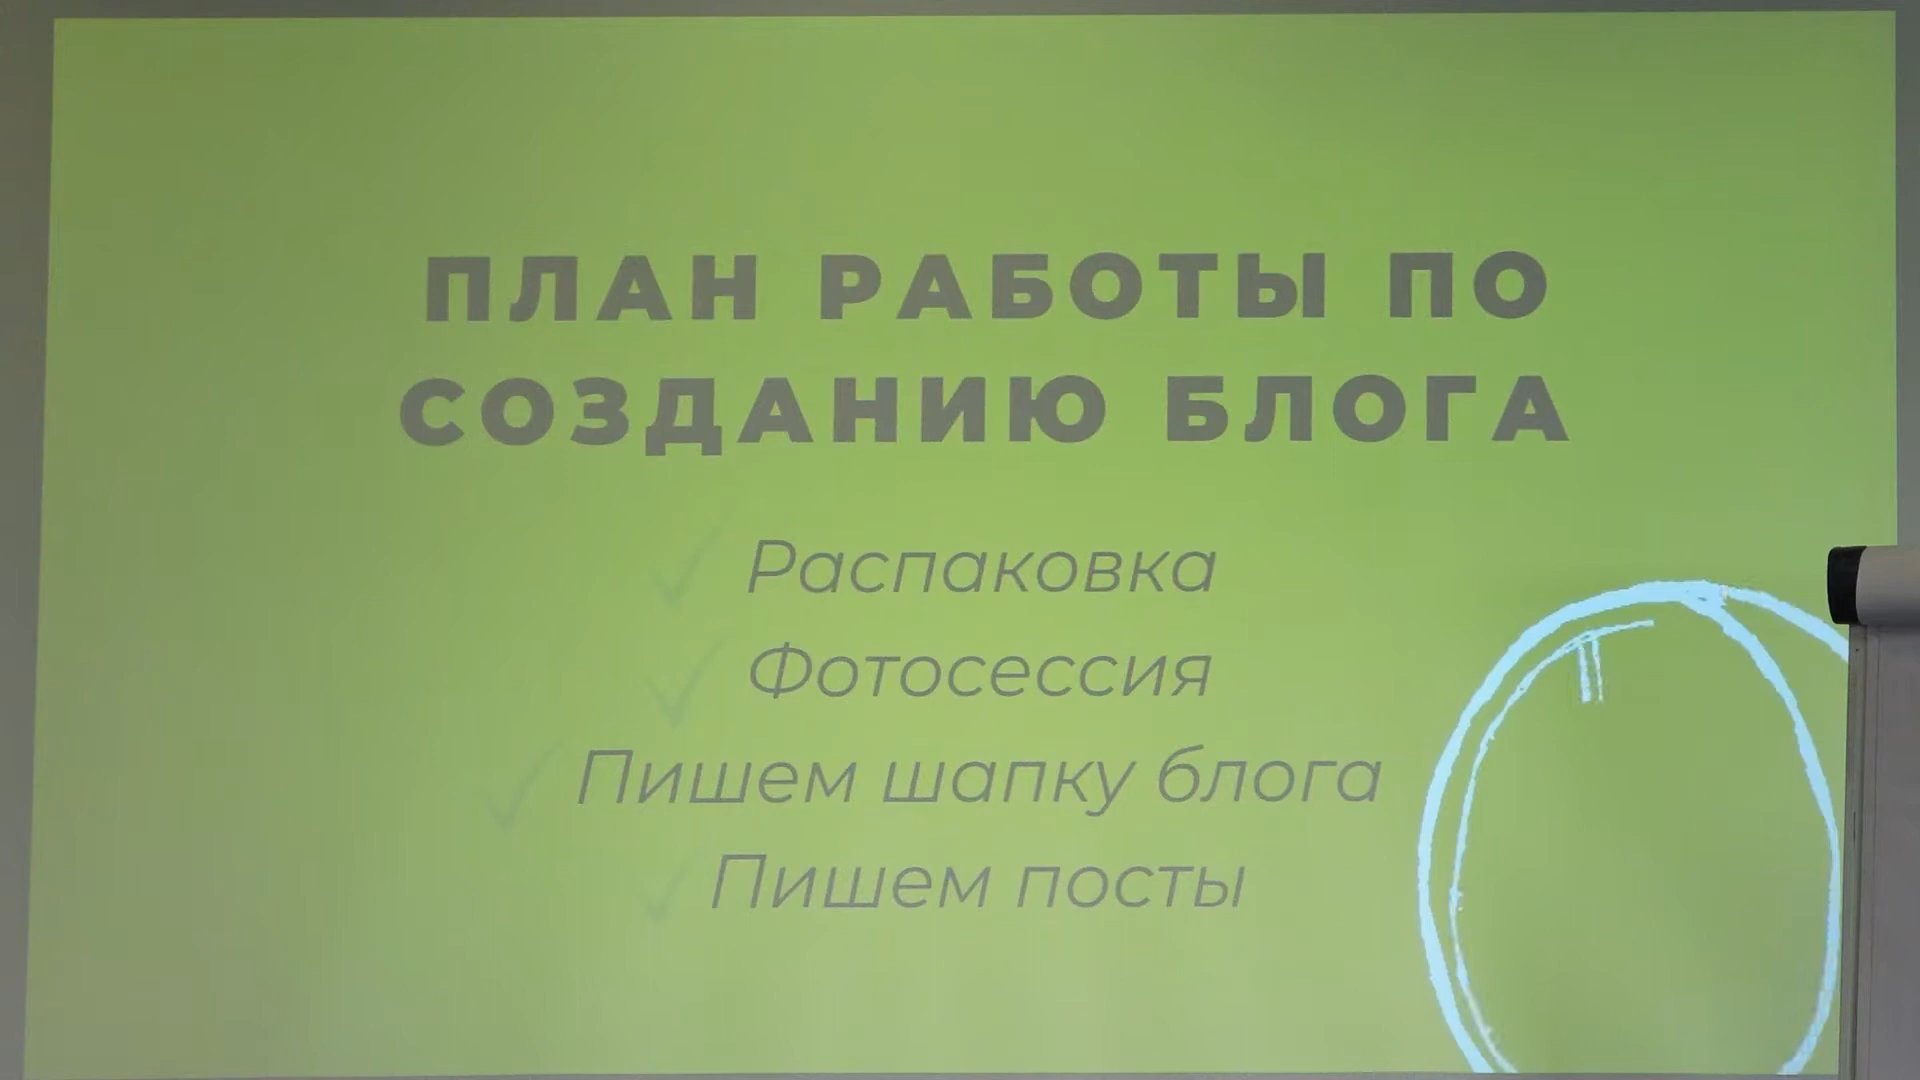 ПЛАН РАБОТЫ ПО
СОЗДАНИЮ БЛОГА
Распаковка
Фотосессия
Пишем шапку блога
Пишем посты